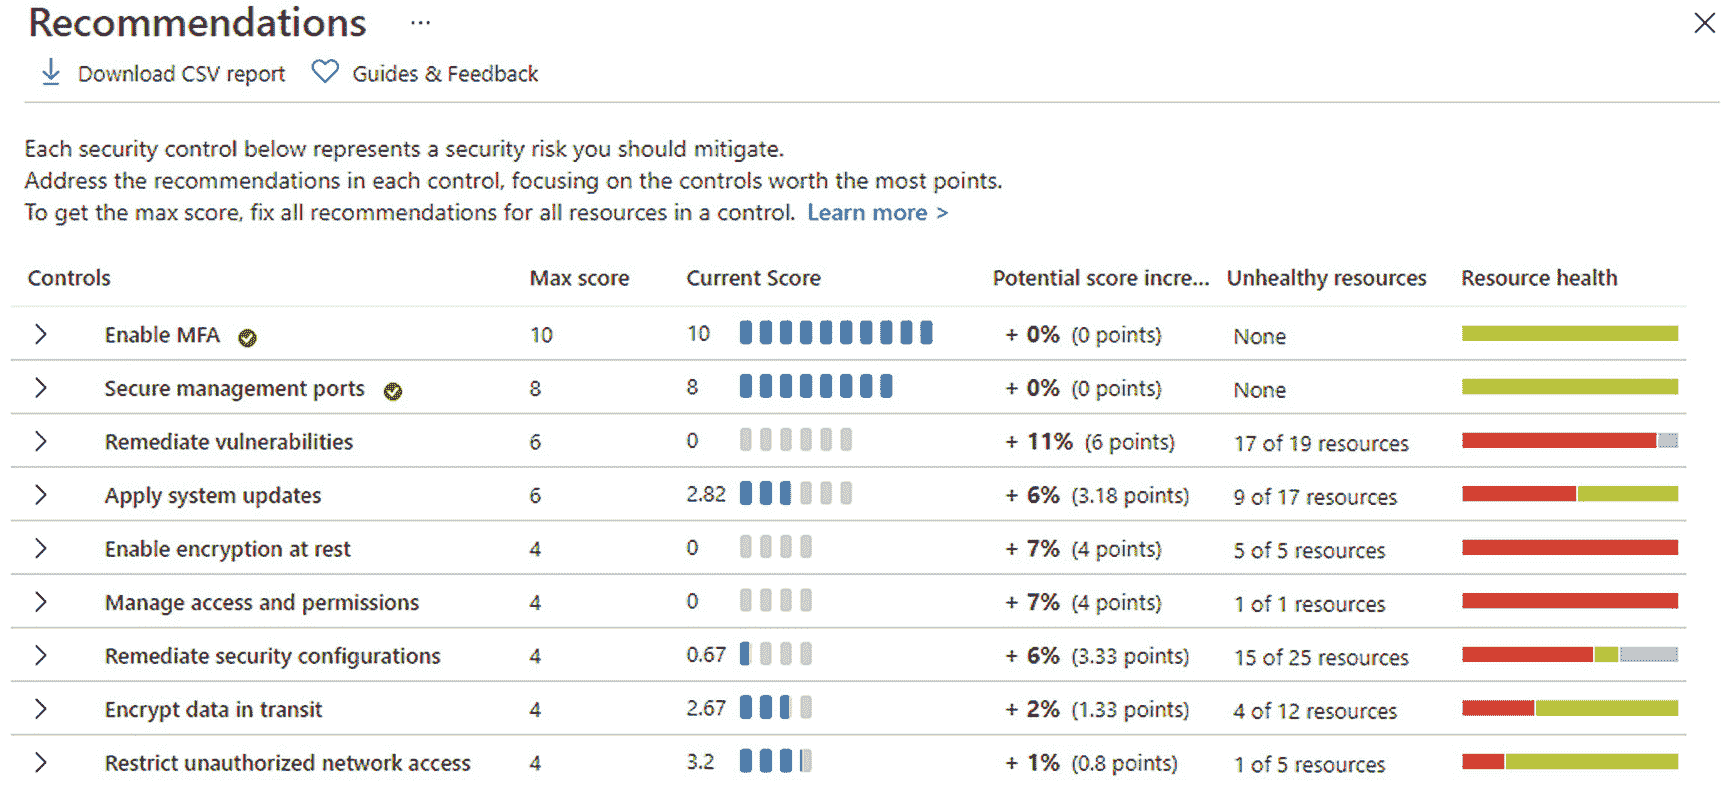 Recommendations ...
Download CSV report Guides & Feedback
Each security control below represents a security risk you should mitigate.
Address the recommendations in each control, focusing on the controls worth the most points.
To get the max score, fix all recommendations for all resources in a control. Learn more >
Controls Max score Current Score Potential score incre... Unhealthy resources Resource health
Enable MFA 10 10 + 0% (0 points) None
Secure management ports 8 8 + 0% (0 points) None
Remediate vulnerabilities 6 0 + 11% (6 points) 17 of 19 resources
Apply system updates 6 2.82 + 6% (3.18 points) 9 of 17 resources
Enable encryption at rest 4 0 + 7% (4 points) 5 of 5 resources
Manage access and permissions 4 0 + 7% (4 points) 1 of 1 resources
Remediate security configurations 4 0.67 + 6% (3.33 points) 15 of 25 resources
Encrypt data in transit 4 2.67 + 2% (1.33 points) 4 of 12 resources
Restrict unauthorized network access 4 3.2 + 1% (0.8 points) 1 of 5 resources